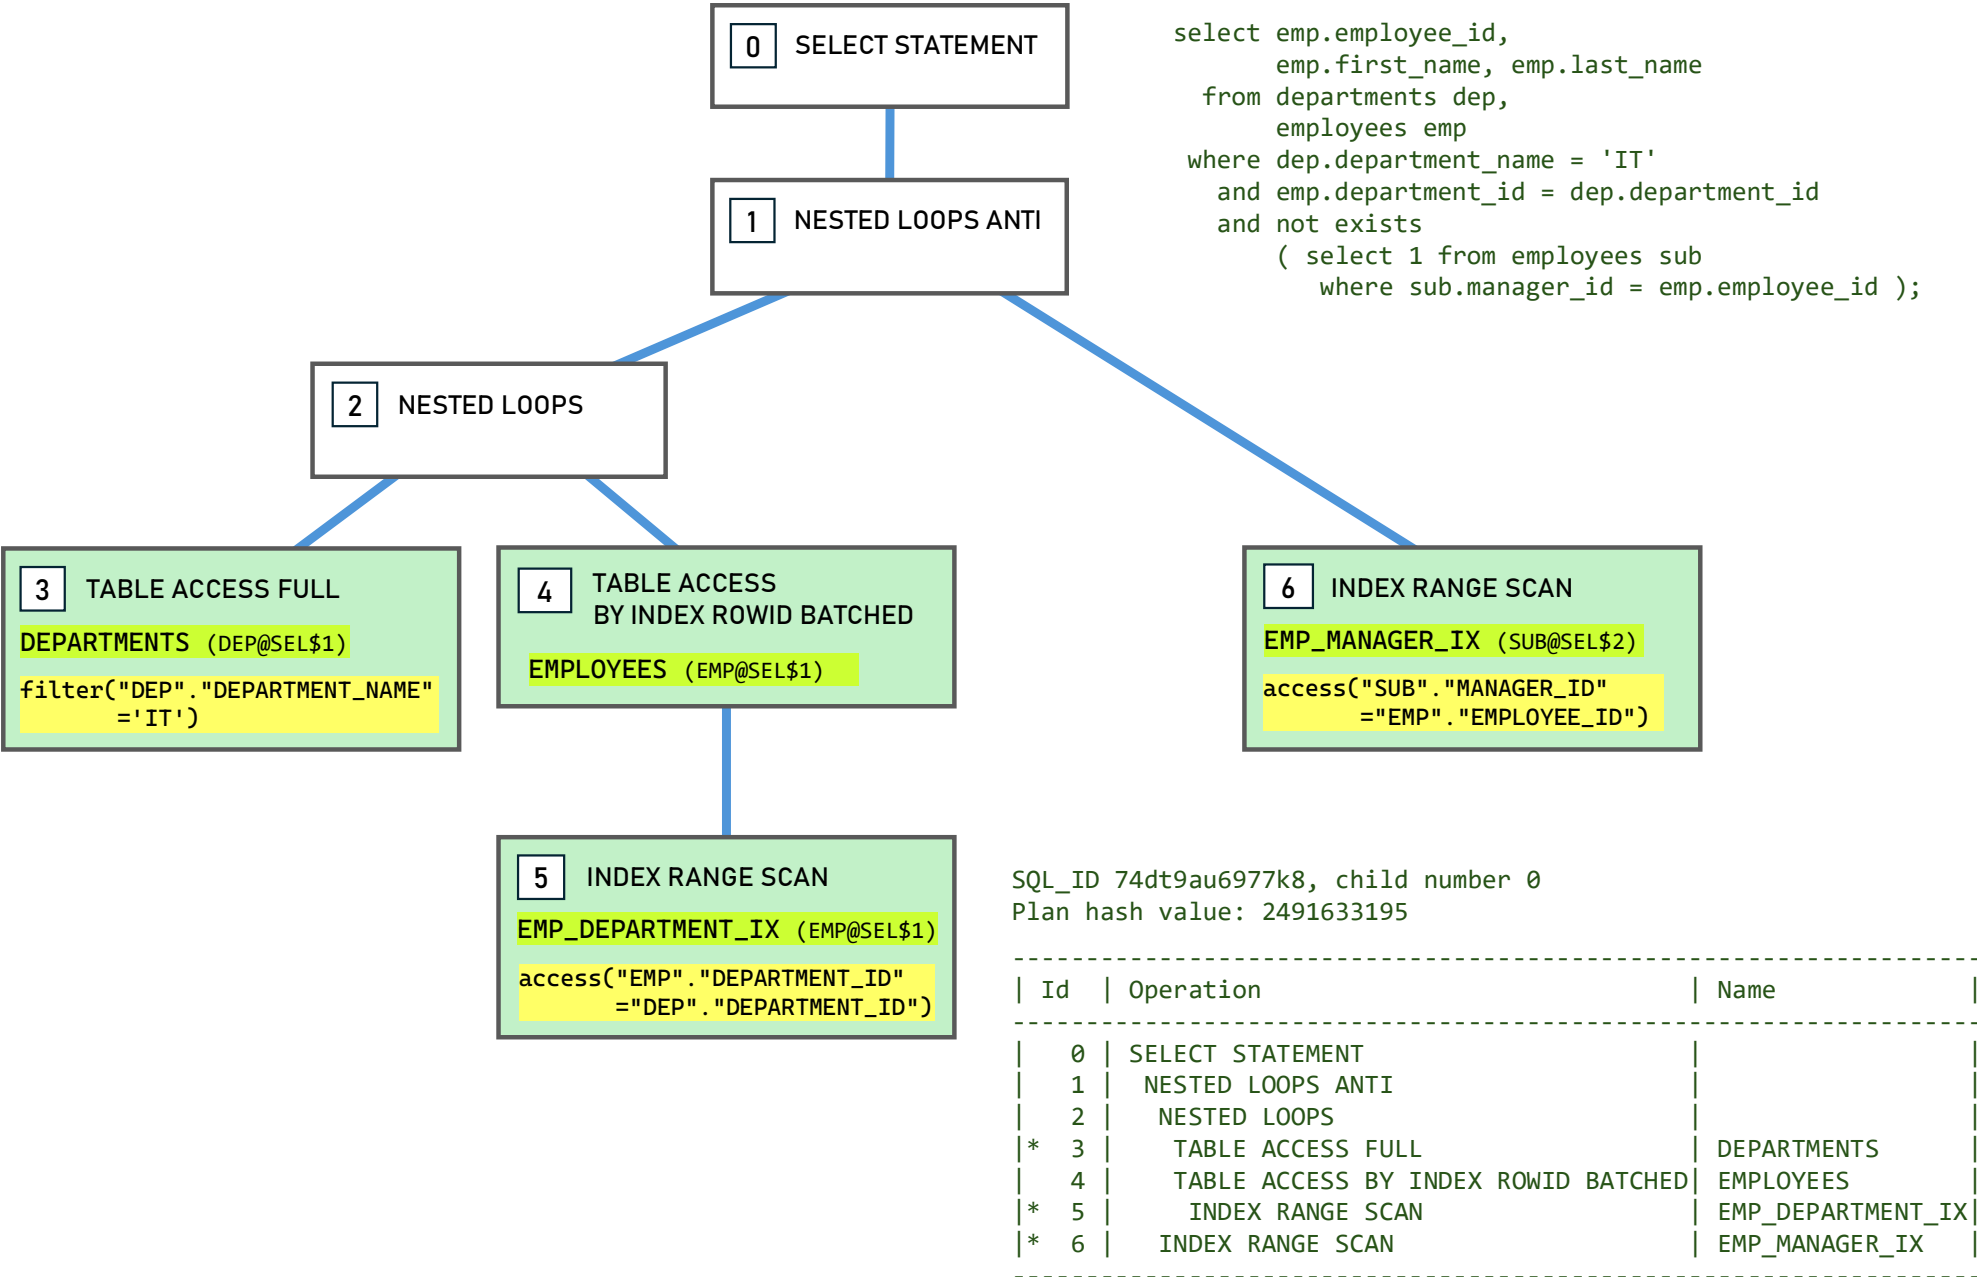 0 SELECT STATEMENT
select emp.employee_id,
emp.first_name, emp.last_name
from departments dep,
employees emp
where dep.department_name = 'IT'
and emp.department_id = dep.department_id
and not exists
( select 1 from employees sub
where sub.manager_id = emp.employee_id );
1 NESTED LOOPS ANTI
2 NESTED LOOPS
3 TABLE ACCESS FULL
DEPARTMENTS (DEP@SEL$1)
filter("DEP"."DEPARTMENT_NAME"
='IT')
4 TABLE ACCESS
BY INDEX ROWID BATCHED
EMPLOYEES (EMP@SEL$1)
6 INDEX RANGE SCAN
EMP_MANAGER_IX (SUB@SEL$2)
access("SUB"."MANAGER_ID"
="EMP"."EMPLOYEE_ID")
5 INDEX RANGE SCAN
EMP_DEPARTMENT_IX (EMP@SEL$1)
access("EMP"."DEPARTMENT_ID"
="DEP"."DEPARTMENT_ID")
SQL_ID 74dt9au6977k8, child number 0
Plan hash value: 2491633195
-------------------------------------------------------------------
| Id  | Operation                             | Name              |
-------------------------------------------------------------------
|   0 | SELECT STATEMENT                      |                   |
|   1 |  NESTED LOOPS ANTI                    |                   |
|   2 |   NESTED LOOPS                        |                   |
|*  3 |    TABLE ACCESS FULL                  | DEPARTMENTS       |
|   4 |    TABLE ACCESS BY INDEX ROWID BATCHED| EMPLOYEES         |
|*  5 |     INDEX RANGE SCAN                  | EMP_DEPARTMENT_IX|
|*  6 |   INDEX RANGE SCAN                    | EMP_MANAGER_IX    |
-------------------------------------------------------------------